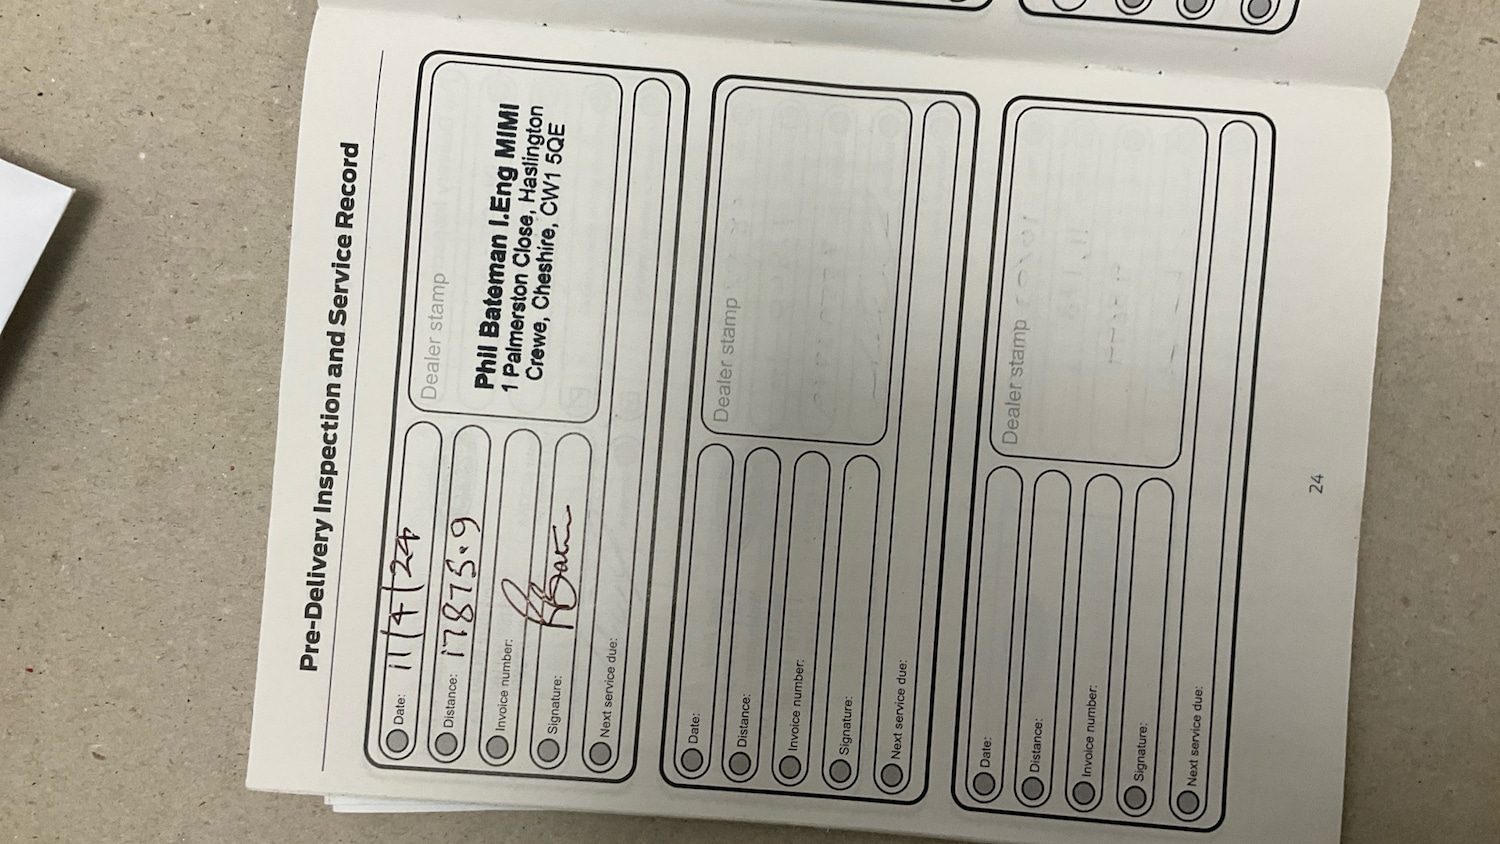 Pre-Delivery Inspection and Service Record
Date: 11/4/24
Distance: 17875.9
Invoice number:
Signature:
Next service due:
Dealer stamp
Phil Bateman I.Eng MIMI
1 Palmerston Close, Haslington
Crewe, Cheshire, CW1 5QE
Date:
Distance:
Invoice number:
Signature:
Next service due:
Dealer stamp
Date:
Distance:
Invoice number:
Signature:
Next service due:
Dealer stamp
24